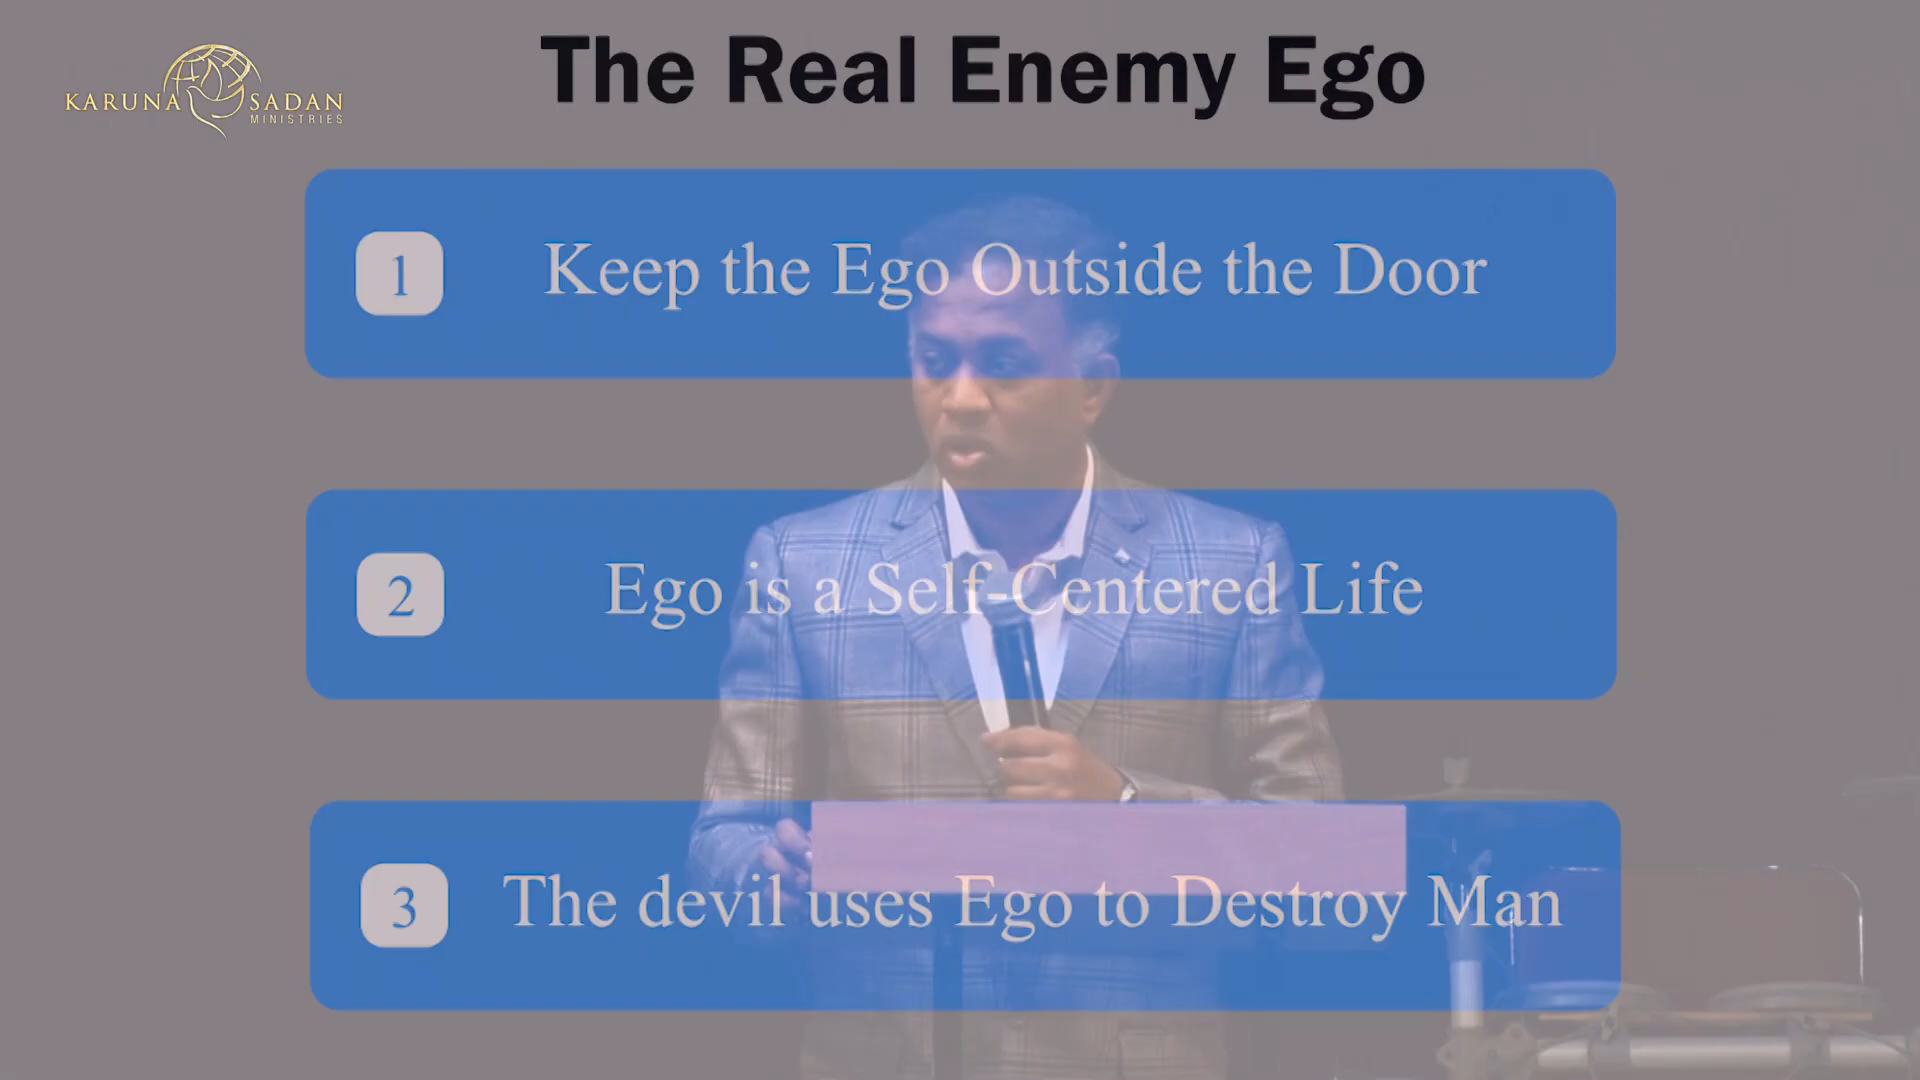 KARUNA SADAN
MINISTRIES
The Real Enemy Ego
1 Keep the Ego Outside the Door
2 Ego is a Self-Centered Life
3 The devil uses Ego to Destroy Man